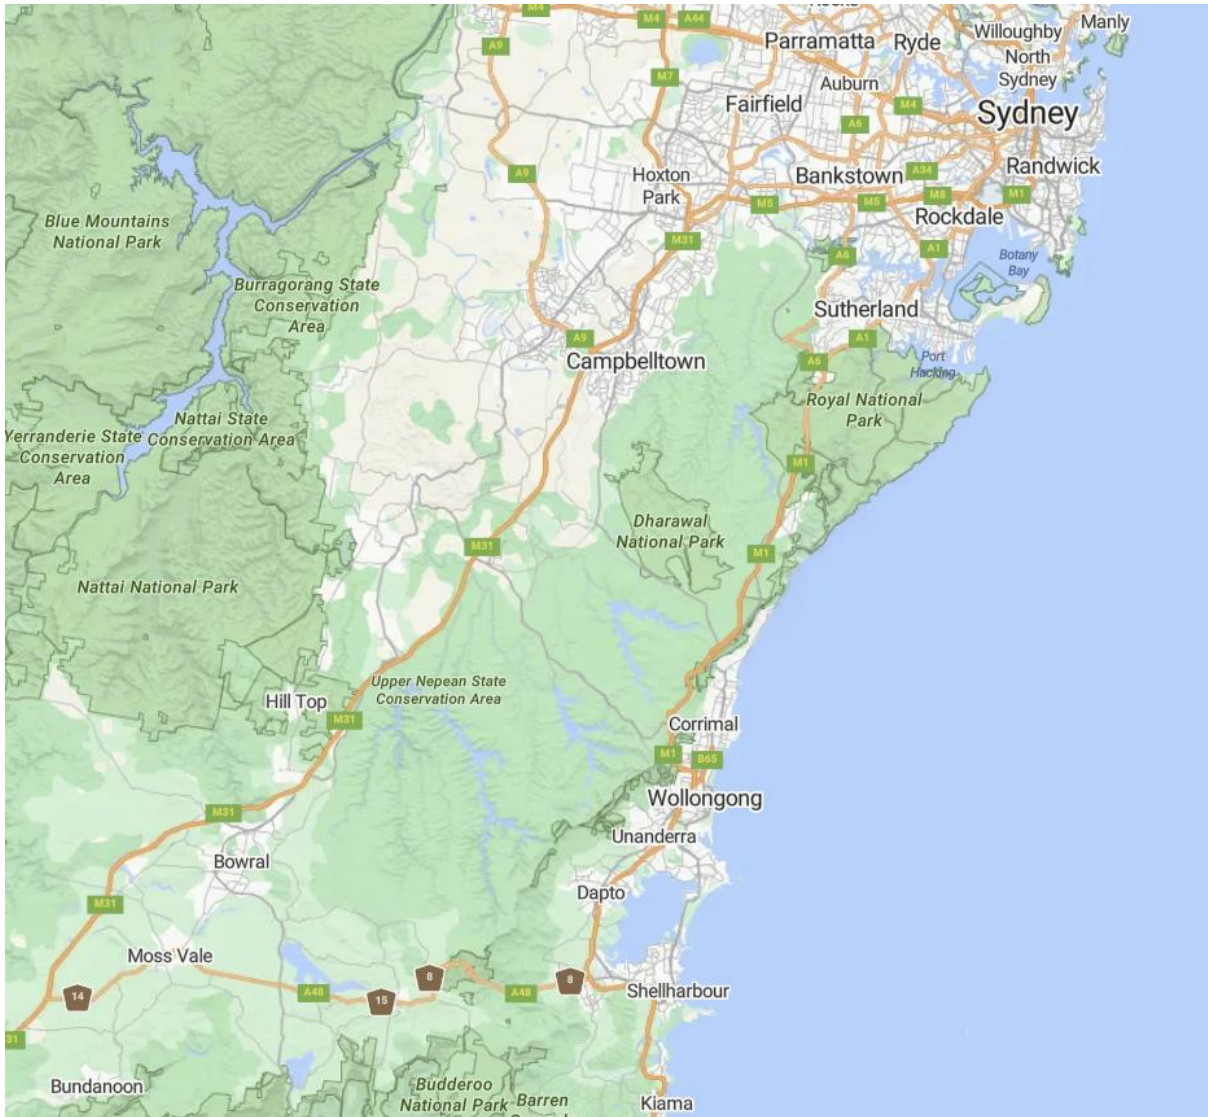 M4
M4
A44
Manly
Willoughby
A9
Parramatta
Ryde
North
Sydney
M7
Auburn
Fairfield
M4
Sydney
A6
A9
Hoxton
Park
Bankstown
A34
Randwick
M5
M5
M8
M1
Rockdale
Blue Mountains
National Park
M31
A6
A1
Botany
Bay
Burragorang State
Conservation
Area
Sutherland
A9
A1
Campbelltown
A6
Port
Hacking
Royal National
Park
Nattai State
Conservation Area
Yerranderie State
Conservation
Area
M1
Dharawal
National Park
M31
M1
Nattai National Park
Upper Nepean State
Conservation Area
Hill Top
M31
Corrimal
M1
B65
Wollongong
M31
Unanderra
Bowral
Dapto
M31
Moss Vale
14
A48
15
8
A48
8
Shellharbour
31
Bundanoon
Budderoo
National Park
Barren
Kiama